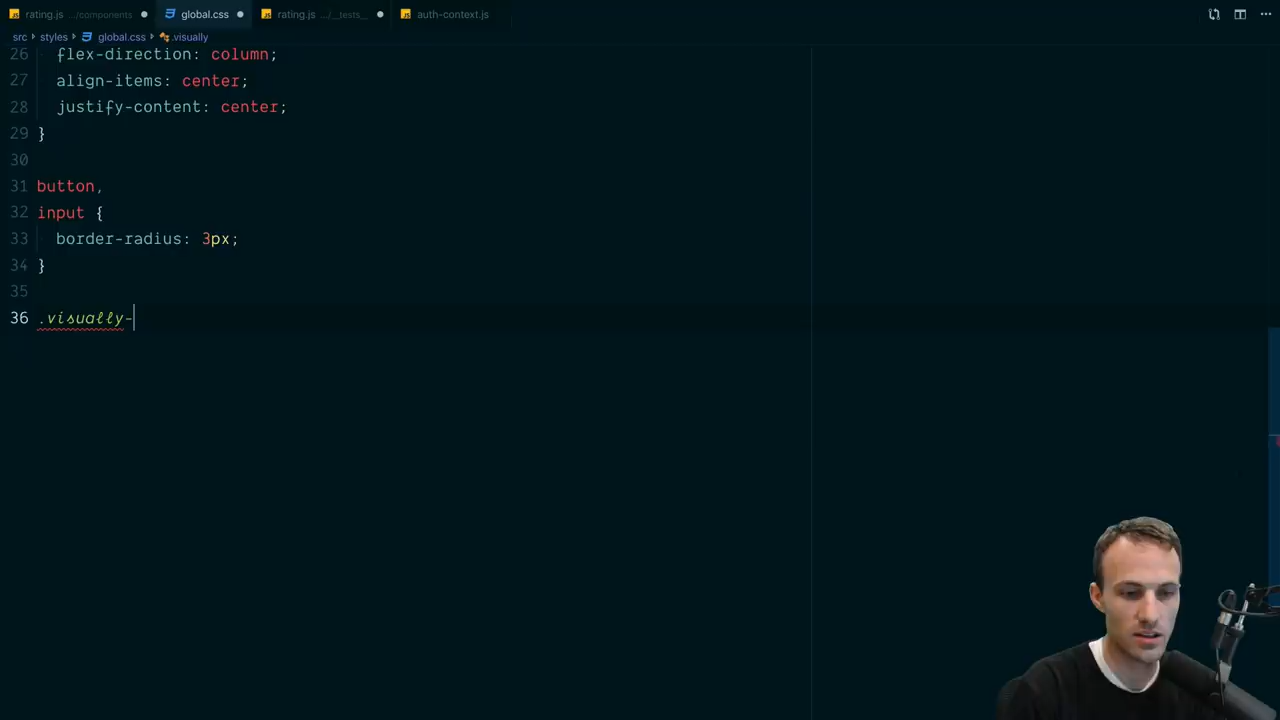 rating.js .../components
global.css
rating.js .../__tests__
auth-context.js
src styles global.css .visually
26 flex-direction: column;
27 align-items: center;
28 justify-content: center;
29 }
30
31 button,
32 input {
33 border-radius: 3px;
34 }
35
36 .visually-